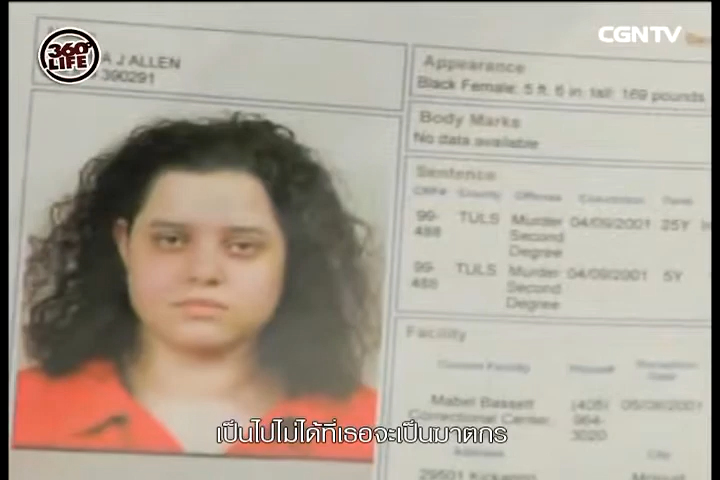 360° LIFE
CGNTV
A J ALLEN
390291
Appearance
Black Female; 5 ft. 6 in. tall; 169 pounds
Body Marks
No data available
Sentence
County Offense Conviction Term
99-
488
TULS
Murder
Second
Degree
04/09/2001
25Y
99-
488
TULS
Murder
Second
Degree
04/09/2001
5Y
Facility
Current Facility
Mabel Bassett
Correctional Center,
(405)
964-
3020
05/08/2001
City
เป็นไปไม่ได้ที่เธอจะเป็นฆาตกร